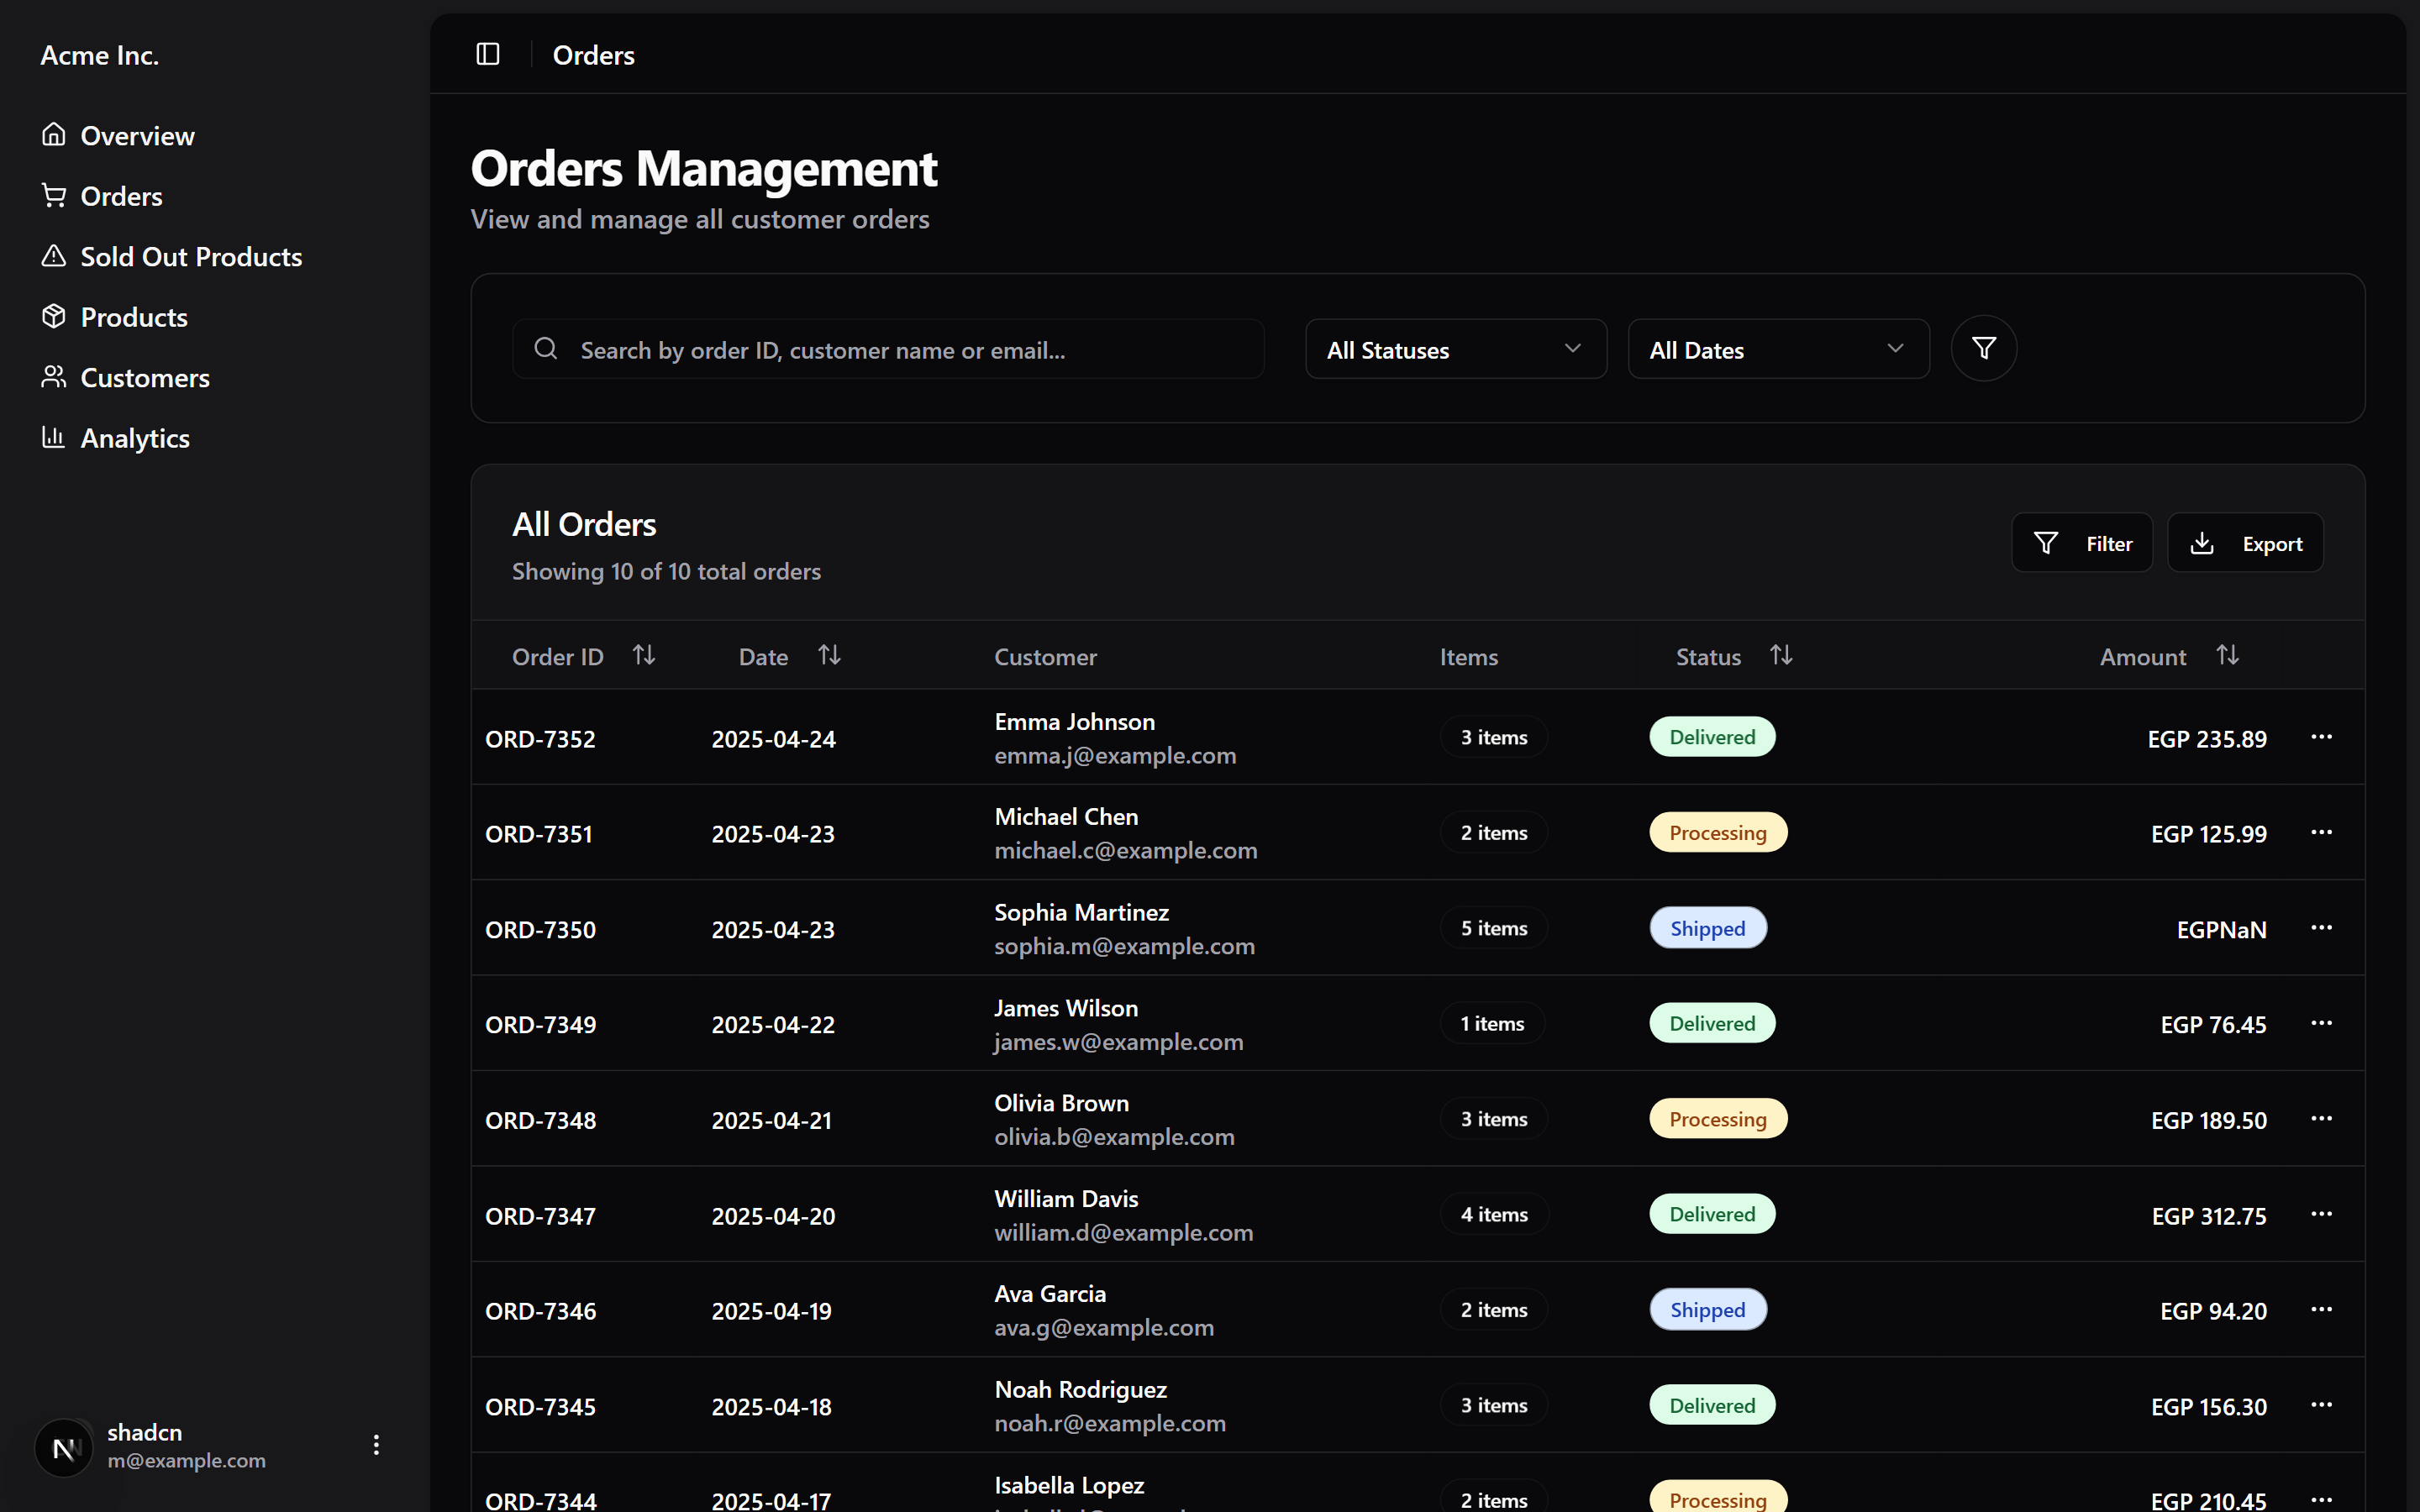 Acme Inc.
Overview
Orders
Sold Out Products
Products
Customers
Analytics
shadcn
m@example.com
Orders
Orders Management
View and manage all customer orders
Search by order ID, customer name or email...
All Statuses
All Dates
All Orders
Showing 10 of 10 total orders
Filter
Export
Order ID Date Customer Items Status Amount
ORD-7352 2025-04-24 Emma Johnson 3 items Delivered EGP 235.89
emma.j@example.com
ORD-7351 2025-04-23 Michael Chen 2 items Processing EGP 125.99
michael.c@example.com
ORD-7350 2025-04-23 Sophia Martinez 5 items Shipped EGPNaN
sophia.m@example.com
ORD-7349 2025-04-22 James Wilson 1 items Delivered EGP 76.45
james.w@example.com
ORD-7348 2025-04-21 Olivia Brown 3 items Processing EGP 189.50
olivia.b@example.com
ORD-7347 2025-04-20 William Davis 4 items Delivered EGP 312.75
william.d@example.com
ORD-7346 2025-04-19 Ava Garcia 2 items Shipped EGP 94.20
ava.g@example.com
ORD-7345 2025-04-18 Noah Rodriguez 3 items Delivered EGP 156.30
noah.r@example.com
ORD-7344 2025-04-17 Isabella Lopez 2 items Processing EGP 210.45